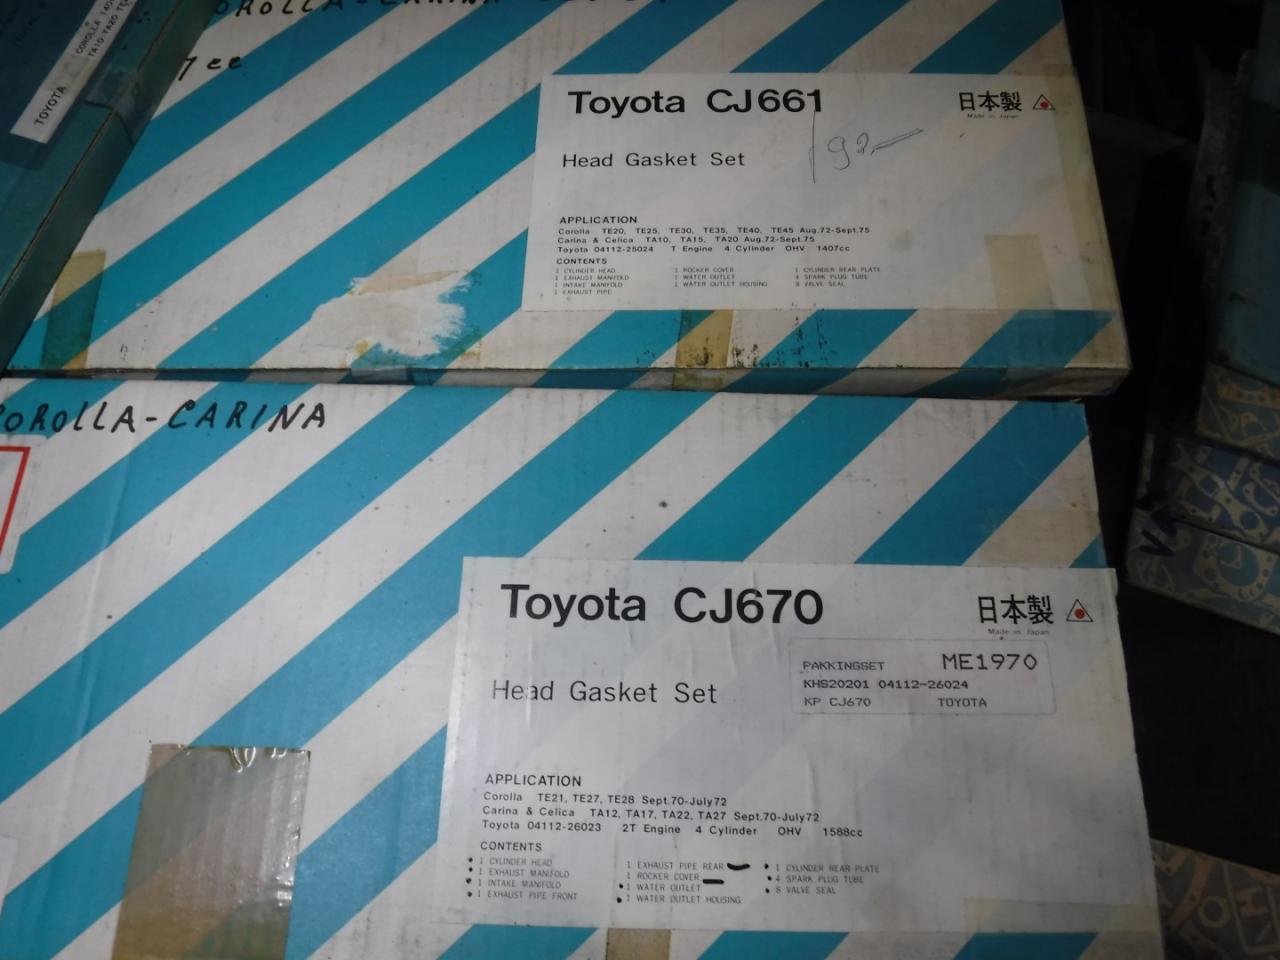 COROLLA-CARINA
TOYOTA
COROLLA
TA10 TA20
Toyota CJ661
日本製
Made in Japan
Head Gasket Set
APPLICATION
Corolla TE20, TE25, TE30, TE35, TE40, TE45 Aug.72-Sept.75
Carina & Celica TA10, TA15, TA20 Aug.72-Sept.75
Toyota 04112-25024 T Engine 4 Cylinder OHV 1407cc
CONTENTS
1 CYLINDER HEAD 1 ROCKER COVER 1 CYLINDER REAR PLATE
1 EXHAUST MANIFOLD 1 WATER OUTLET 4 SPARK PLUG TUBE
1 INTAKE MANIFOLD 1 WATER OUTLET HOUSING 8 VALVE SEAL
1 EXHAUST PIPE
COROLLA-CARINA
Toyota CJ670
日本製
Made in Japan
PAKKINGSET ME1970
KHS20201 04112-26024
KP CJ670 TOYOTA
Head Gasket Set
APPLICATION
Corolla TE21, TE27, TE28 Sept.70-July72
Carina & Celica TA12, TA17, TA22, TA27 Sept.70-July72
Toyota 04112-26023 2T Engine 4 Cylinder OHV 1588cc
CONTENTS
1 CYLINDER HEAD 1 EXHAUST PIPE REAR 1 CYLINDER REAR PLATE
1 EXHAUST MANIFOLD 1 ROCKER COVER 4 SPARK PLUG TUBE
1 INTAKE MANIFOLD 1 WATER OUTLET 8 VALVE SEAL
1 EXHAUST PIPE FRONT 1 WATER OUTLET HOUSING